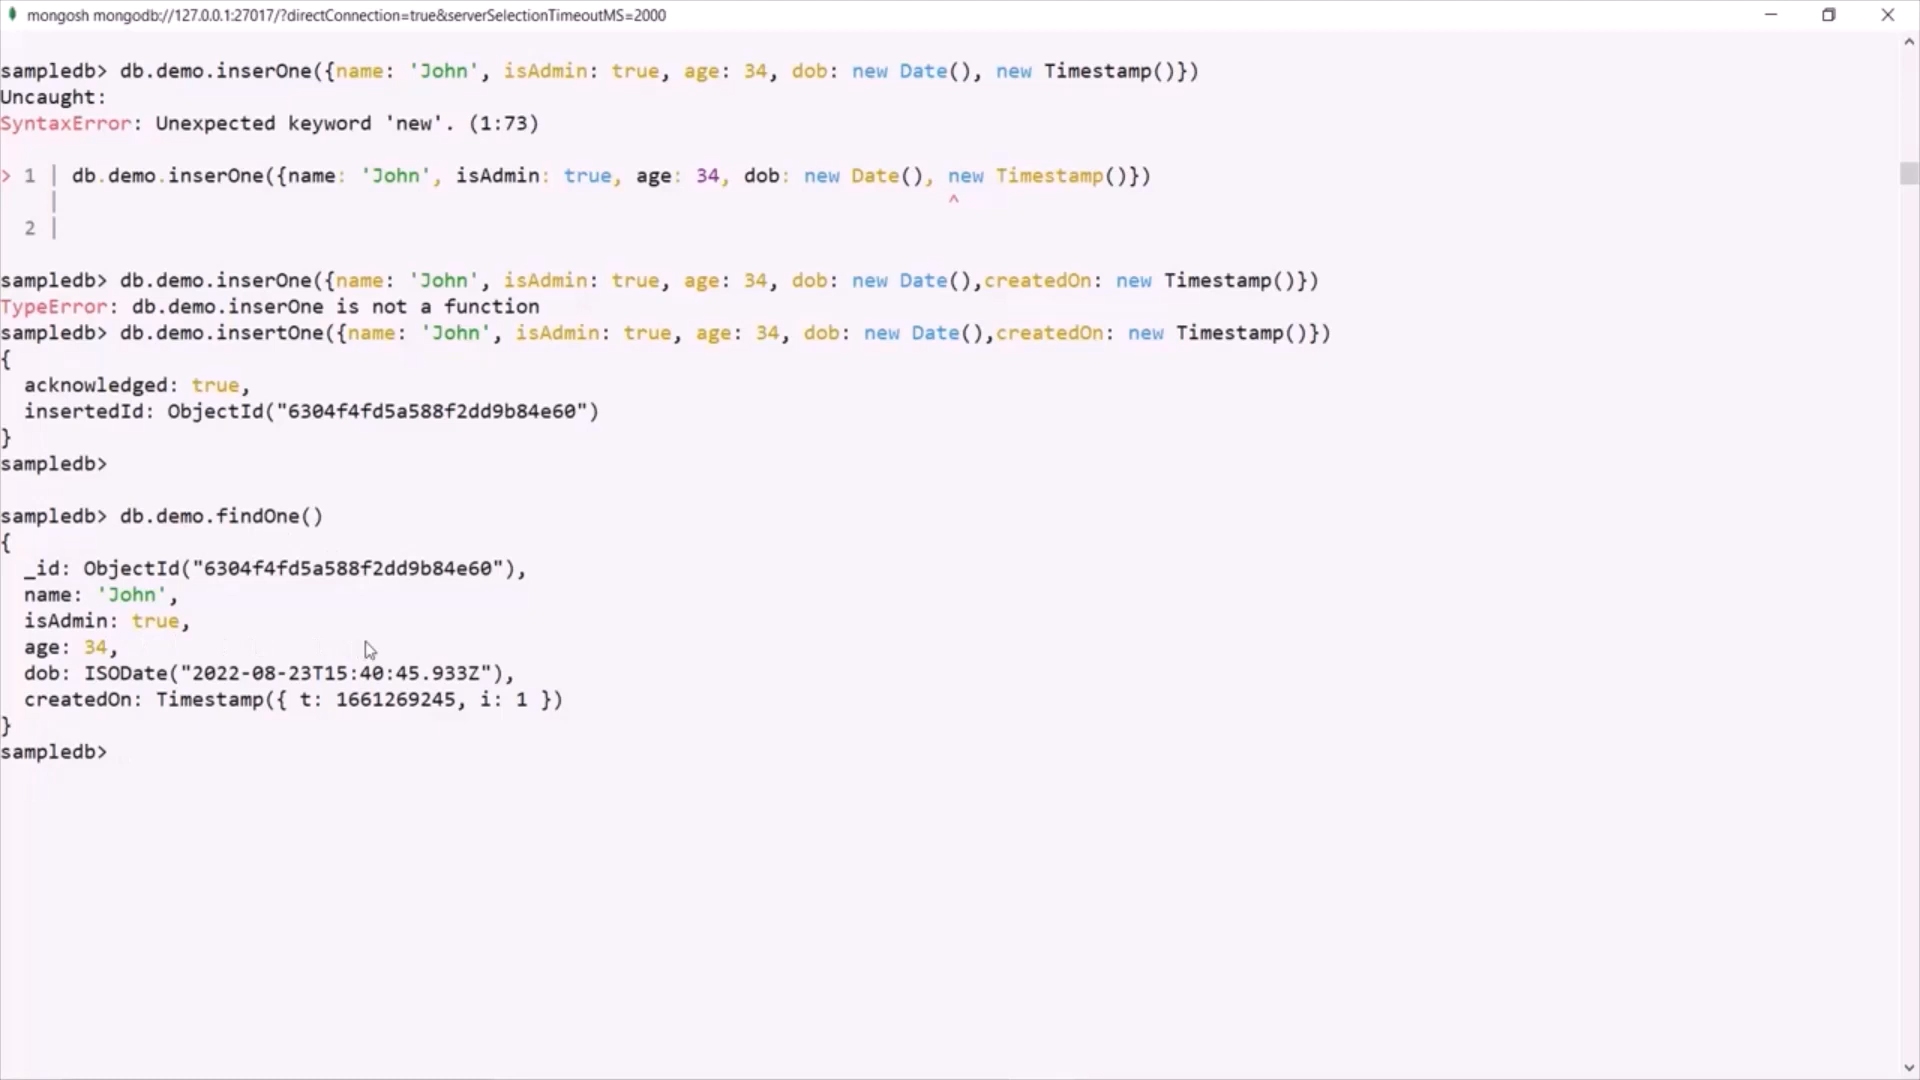 mongosh mongodb://127.0.0.1:27017/?directConnection=true&serverSelectionTimeoutMS=2000
sampledb> db.demo.inserOne({name: 'John', isAdmin: true, age: 34, dob: new Date(), new Timestamp()})
Uncaught:
SyntaxError: Unexpected keyword 'new'. (1:73)
> 1 | db.demo.inserOne({name: 'John', isAdmin: true, age: 34, dob: new Date(), new Timestamp()})
| ^
2 |
sampledb> db.demo.inserOne({name: 'John', isAdmin: true, age: 34, dob: new Date(),createdOn: new Timestamp()})
TypeError: db.demo.inserOne is not a function
sampledb> db.demo.insertOne({name: 'John', isAdmin: true, age: 34, dob: new Date(),createdOn: new Timestamp()})
{
acknowledged: true,
insertedId: ObjectId("6304f4fd5a588f2dd9b84e60")
}
sampledb>
sampledb> db.demo.findOne()
{
_id: ObjectId("6304f4fd5a588f2dd9b84e60"),
name: 'John',
isAdmin: true,
age: 34,
dob: ISODate("2022-08-23T15:40:45.933Z"),
createdOn: Timestamp({ t: 1661269245, i: 1 })
}
sampledb>